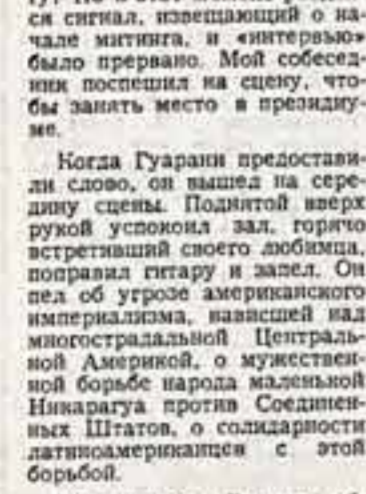 ся сигнал, извещающий о на-
чале митинга, и «интервью»
было прервано. Мой собесед-
ник поспешил на сцену, что-
бы занять место в президиу-
ме.
Когда Гуарани предостави-
ли слово, он вышел на сере-
дину сцены. Поднятой вверх
рукой успокоил зал, горячо
встретивший своего любимца,
поправил гитару и запел. Он
пел об угрозе американского
империализма, нависшей над
многострадальной Централь-
ной Америкой, о мужествен-
ной борьбе народа маленькой
Никарагуа против Соединен-
ных Штатов, о солидарности
латиноамериканцев с этой
борьбой.